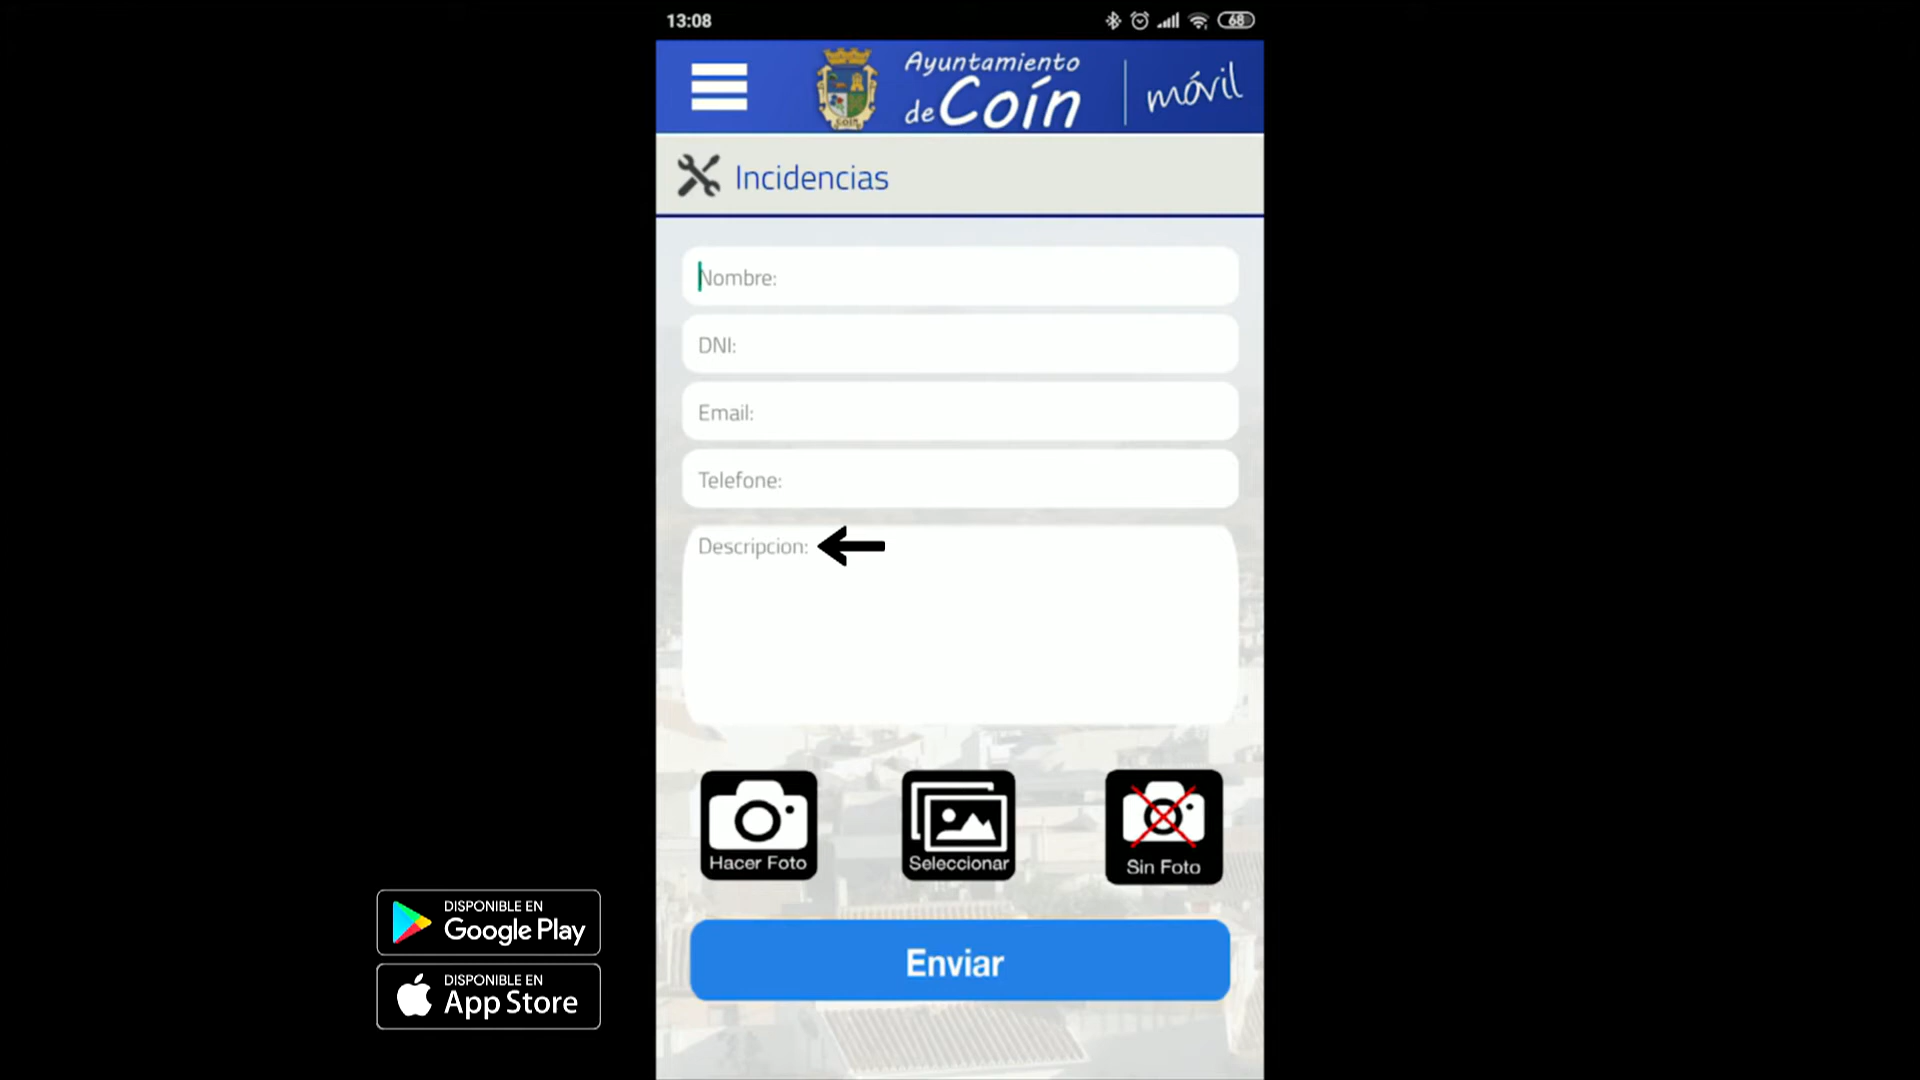 13:08
68
Ayuntamiento
de Coín
móvil
COIN
Incidencias
Nombre:
DNI:
Email:
Telefone:
Descripcion:
Hacer Foto
Seleccionar
Sin Foto
Enviar
DISPONIBLE EN
Google Play
DISPONIBLE EN
App Store